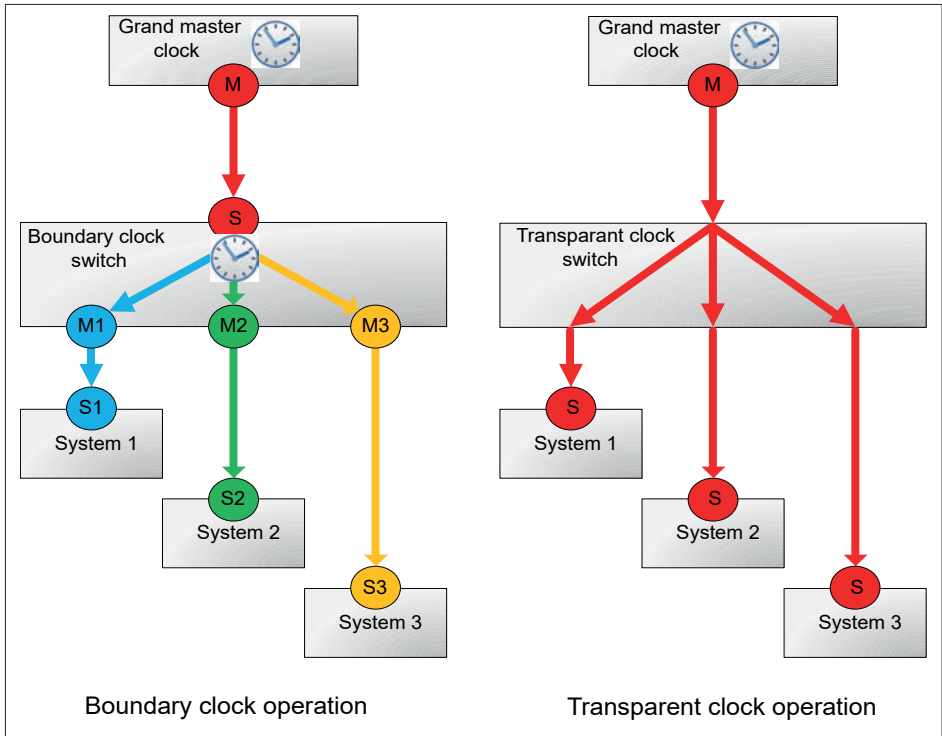 Grand master
clock
M
S
Boundary clock
switch
M1
M2
M3
S1
System 1
S2
System 2
S3
System 3
Boundary clock operation
Grand master
clock
M
Transparant clock
switch
S
System 1
S
System 2
S
System 3
Transparent clock operation